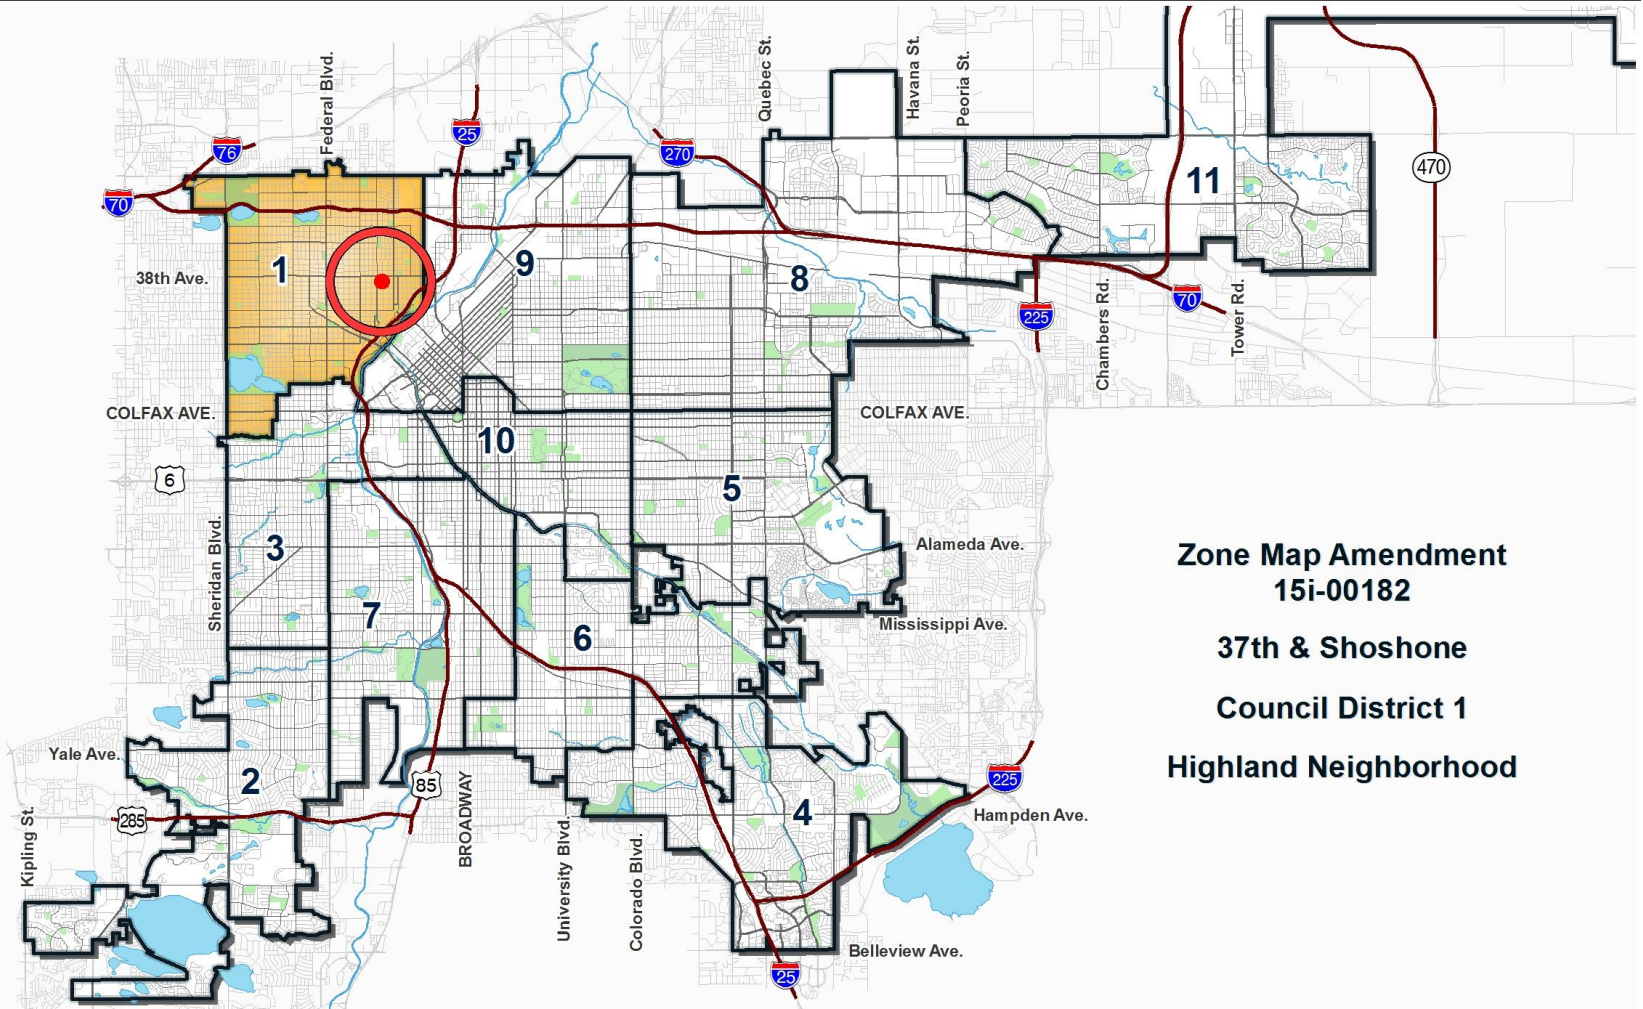 Federal Blvd.
Quebec St.
Havana St.
Peoria St.
25
76
270
470
70
11
1
9
8
38th Ave.
70
225
Chambers Rd.
Tower Rd.
COLFAX AVE.
COLFAX AVE.
10
6
5
Sheridan Blvd.
3
Alameda Ave.
7
6
Mississippi Ave.
Zone Map Amendment
15i-00182
37th & Shoshone
Council District 1
Highland Neighborhood
Yale Ave.
2
85
BROADWAY
225
285
4
Hampden Ave.
Kipling St.
University Blvd.
Colorado Blvd.
Belleview Ave.
25